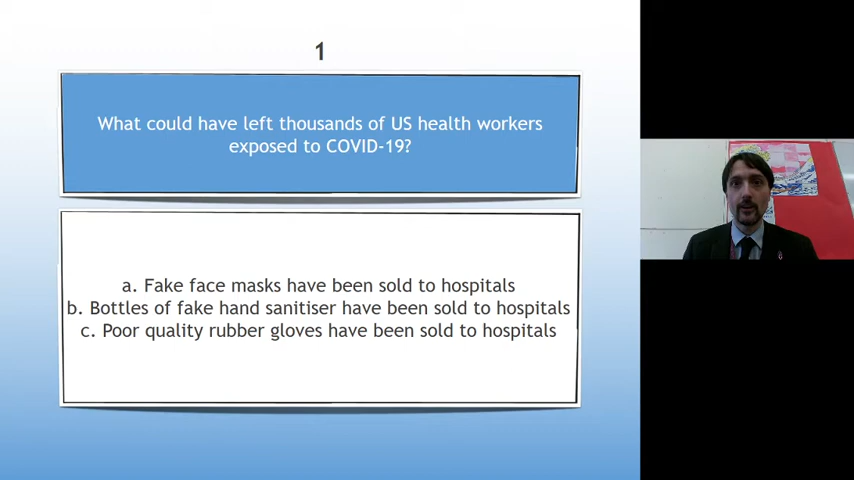 1
What could have left thousands of US health workers
exposed to COVID-19?
a. Fake face masks have been sold to hospitals
b. Bottles of fake hand sanitiser have been sold to hospitals
c. Poor quality rubber gloves have been sold to hospitals